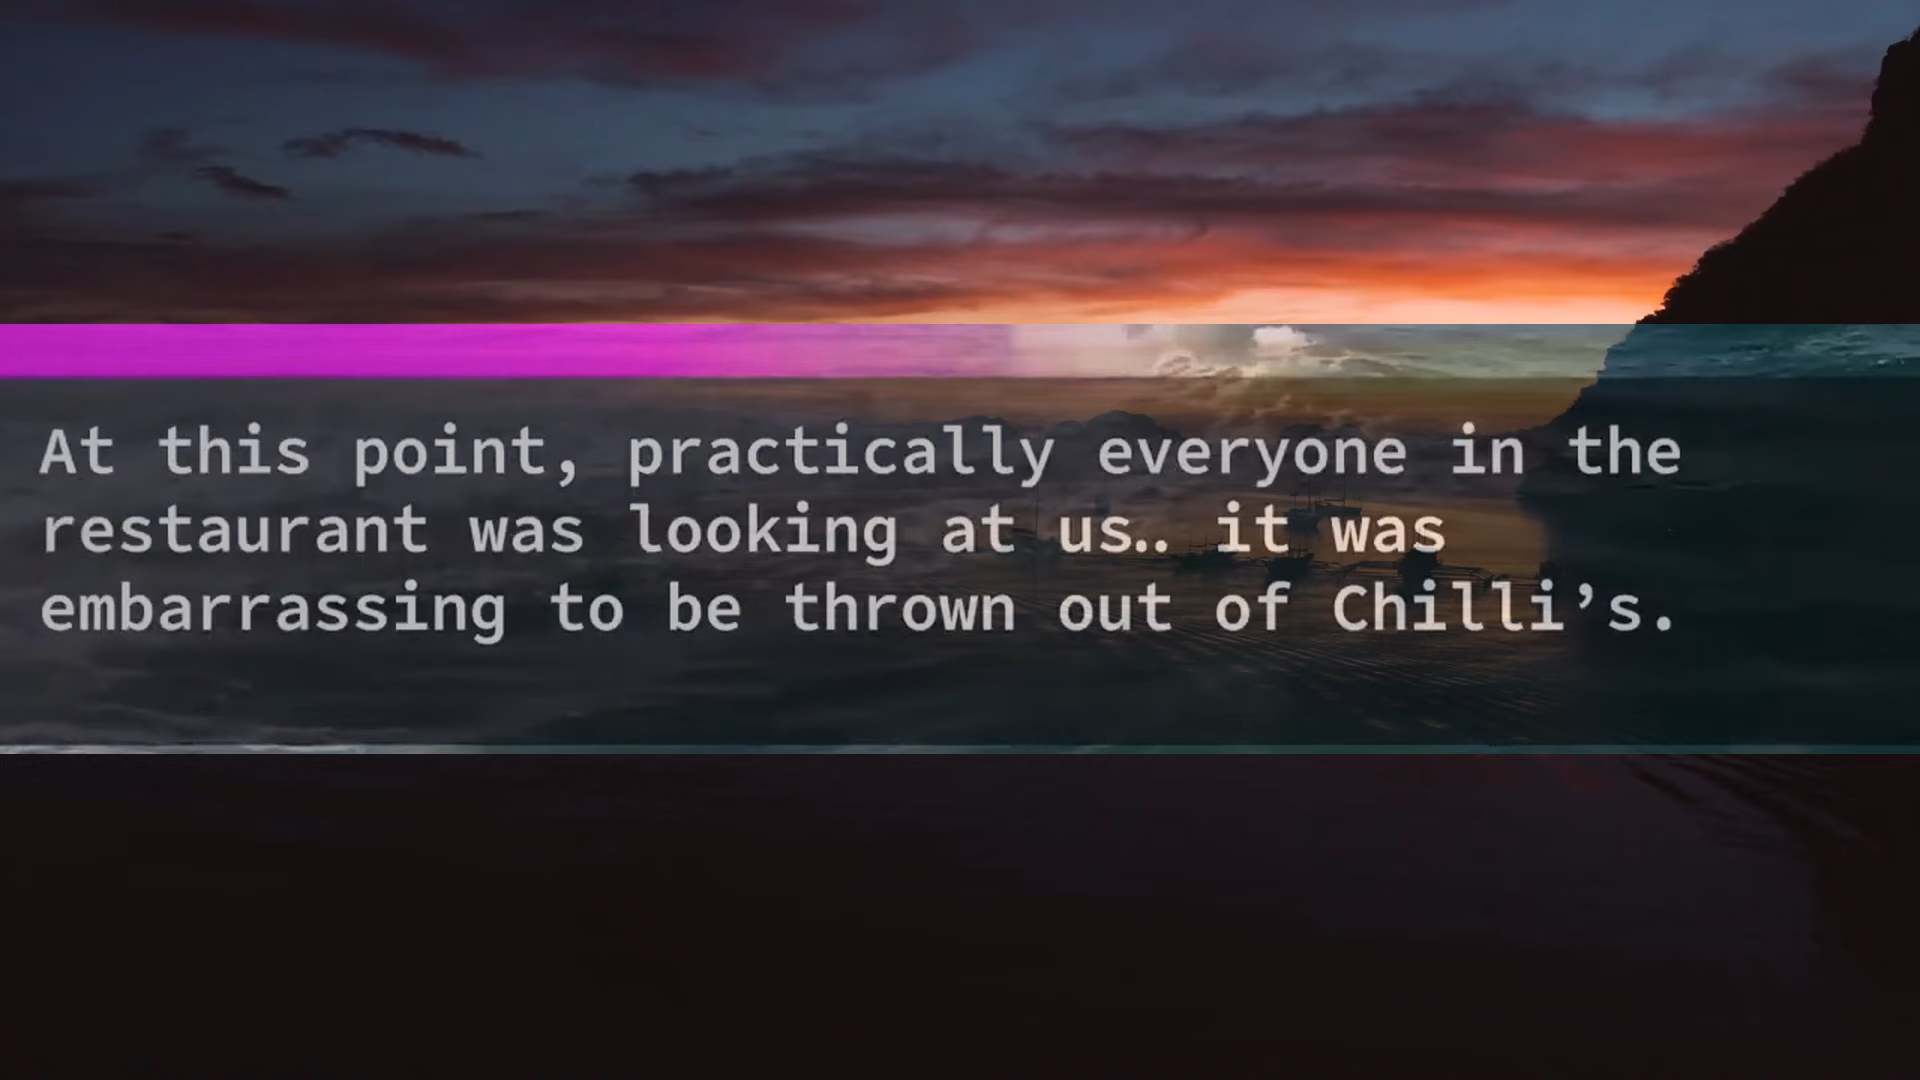 At this point, practically everyone in the
restaurant was looking at us.. it was
embarrassing to be thrown out of Chilli’s.